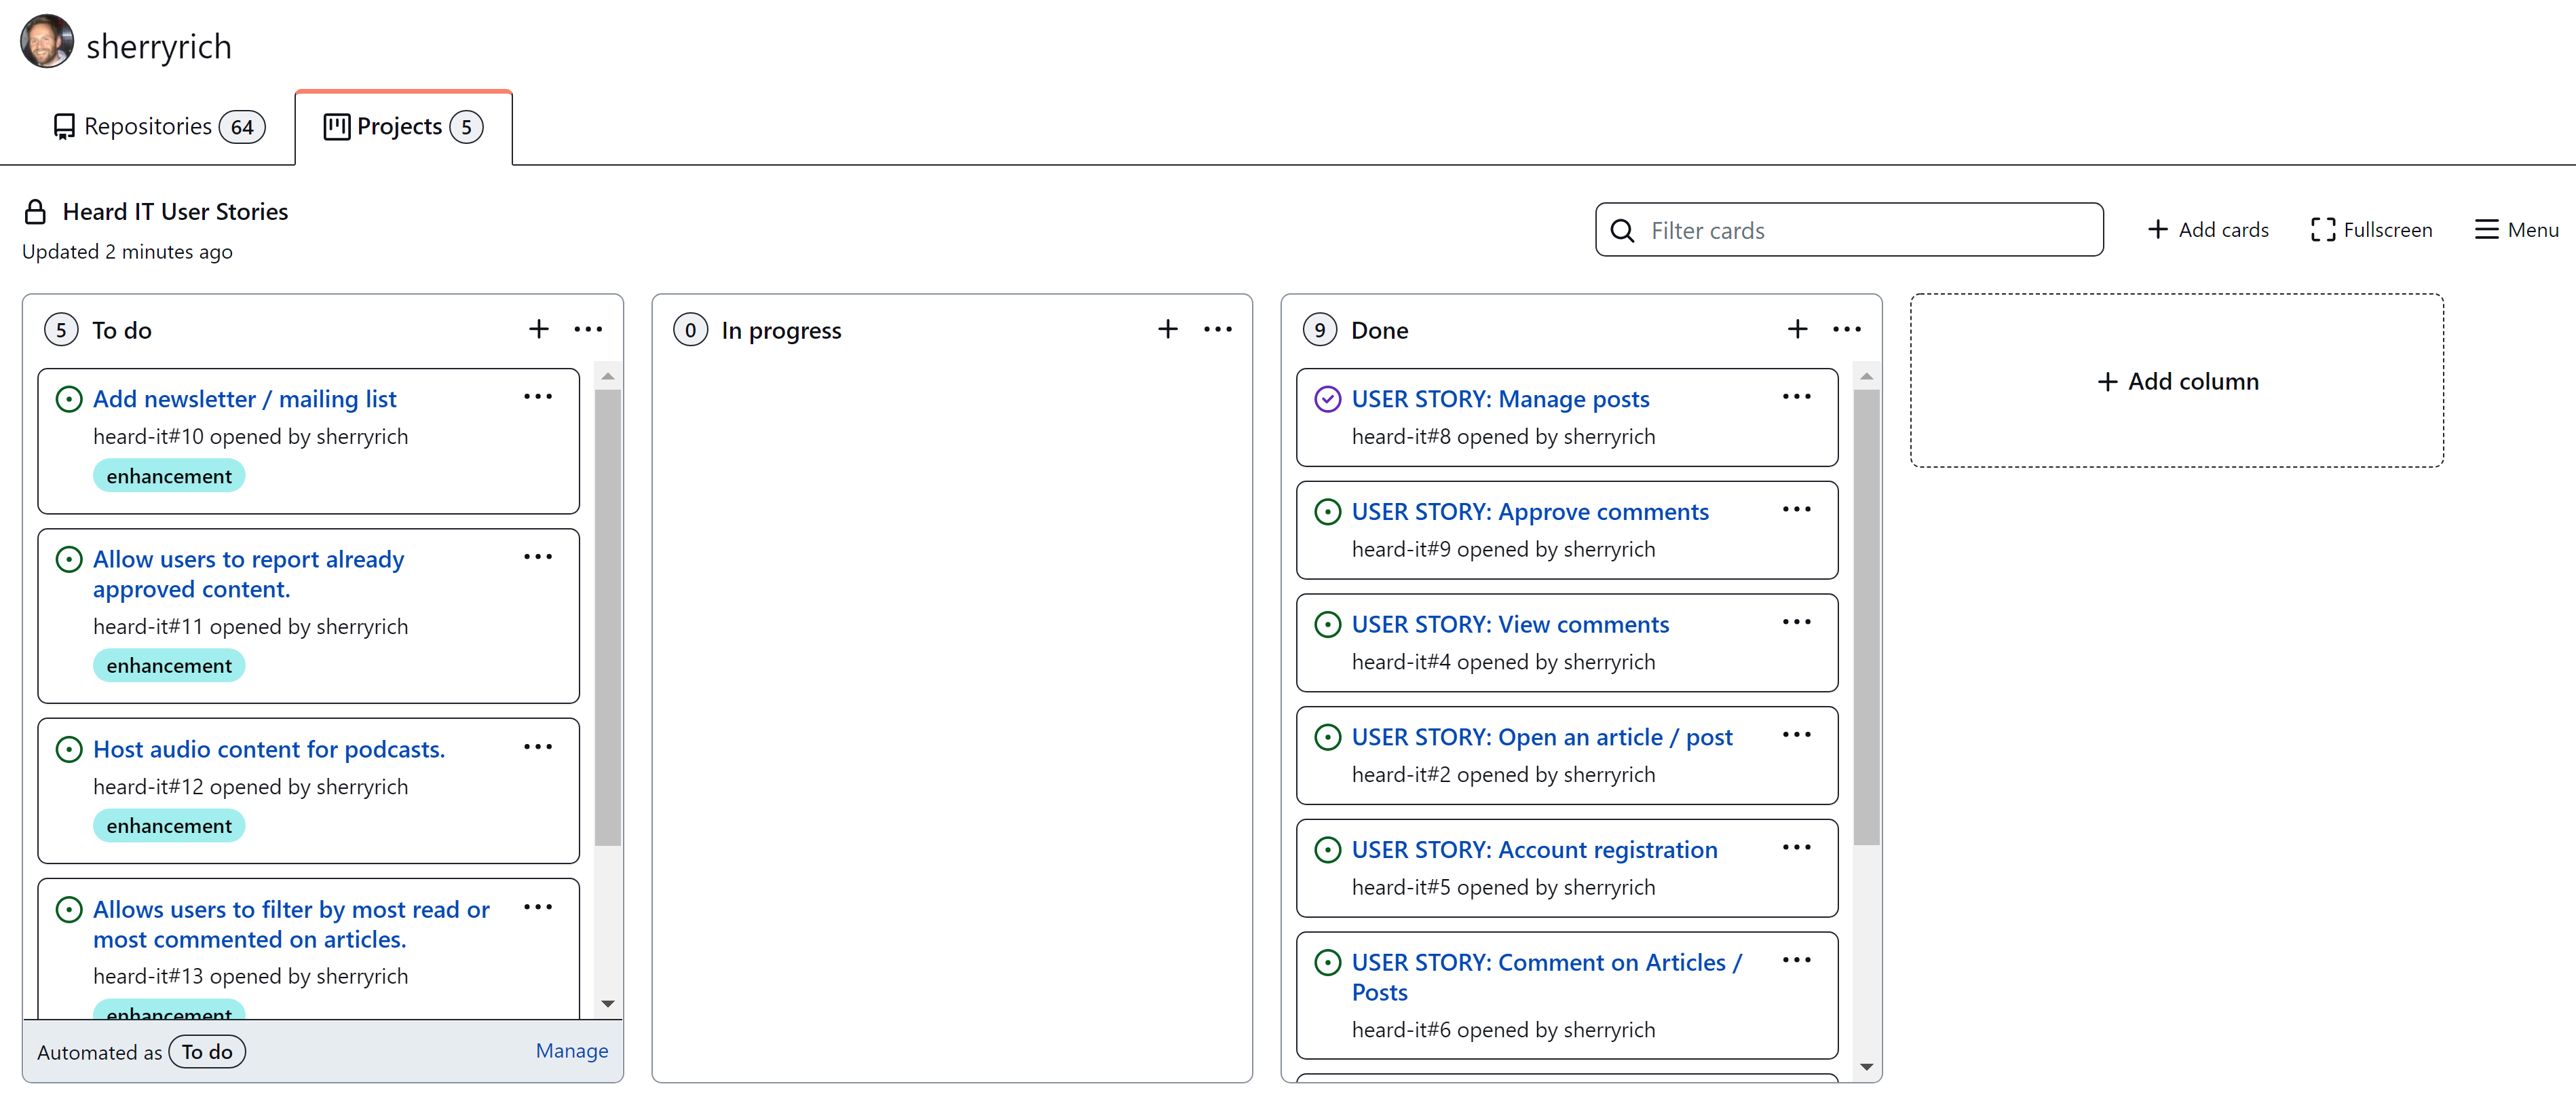 sherryrich
Repositories 64
Projects 5
Heard IT User Stories
Updated 2 minutes ago
Filter cards
Add cards
Fullscreen
Menu
5 To do
Add newsletter / mailing list
heard-it#10 opened by sherryrich
enhancement
Allow users to report already
approved content.
heard-it#11 opened by sherryrich
enhancement
Host audio content for podcasts.
heard-it#12 opened by sherryrich
enhancement
Allows users to filter by most read or
most commented on articles.
heard-it#13 opened by sherryrich
enhancement
Automated as To do
Manage
0 In progress
9 Done
USER STORY: Manage posts
heard-it#8 opened by sherryrich
USER STORY: Approve comments
heard-it#9 opened by sherryrich
USER STORY: View comments
heard-it#4 opened by sherryrich
USER STORY: Open an article / post
heard-it#2 opened by sherryrich
USER STORY: Account registration
heard-it#5 opened by sherryrich
USER STORY: Comment on Articles /
Posts
heard-it#6 opened by sherryrich
Add column